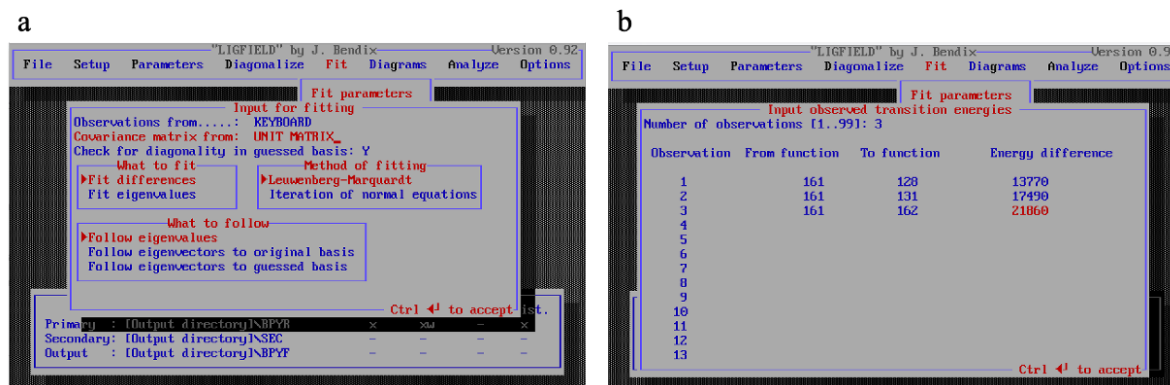 a
"LIGFIELD" by J. Bendix Version 0.92
File Setup Parameters Diagonalize Fit Diagrams Analyze Options
Fit parameters
Input for fitting
Observations from.....: KEYBOARD
Covariance matrix from: UNIT MATRIX_
Check for diagonality in guessed basis: Y
What to fit Method of fitting
Fit differences Leuwenberg-Marquardt
Fit eigenvalues Iteration of normal equations
What to follow
Follow eigenvalues
Follow eigenvectors to original basis
Follow eigenvectors to guessed basis
Ctrl ↵ to accept ist.
Primary : [Output directory]\BPYR x xw - x
Secondary: [Output directory]\SEC - - - -
Output : [Output directory]\BPYF - - - -
b
"LIGFIELD" by J. Bendix Version 0.9
File Setup Parameters Diagonalize Fit Diagrams Analyze Options
Fit parameters
Input observed transition energies
Number of observations [1..99]: 3
Observation From function To function Energy difference
1 161 128 13770
2 161 131 17490
3 161 162 21860
4
5
6
7
8
9
10
11
12
13
Ctrl ↵ to accept